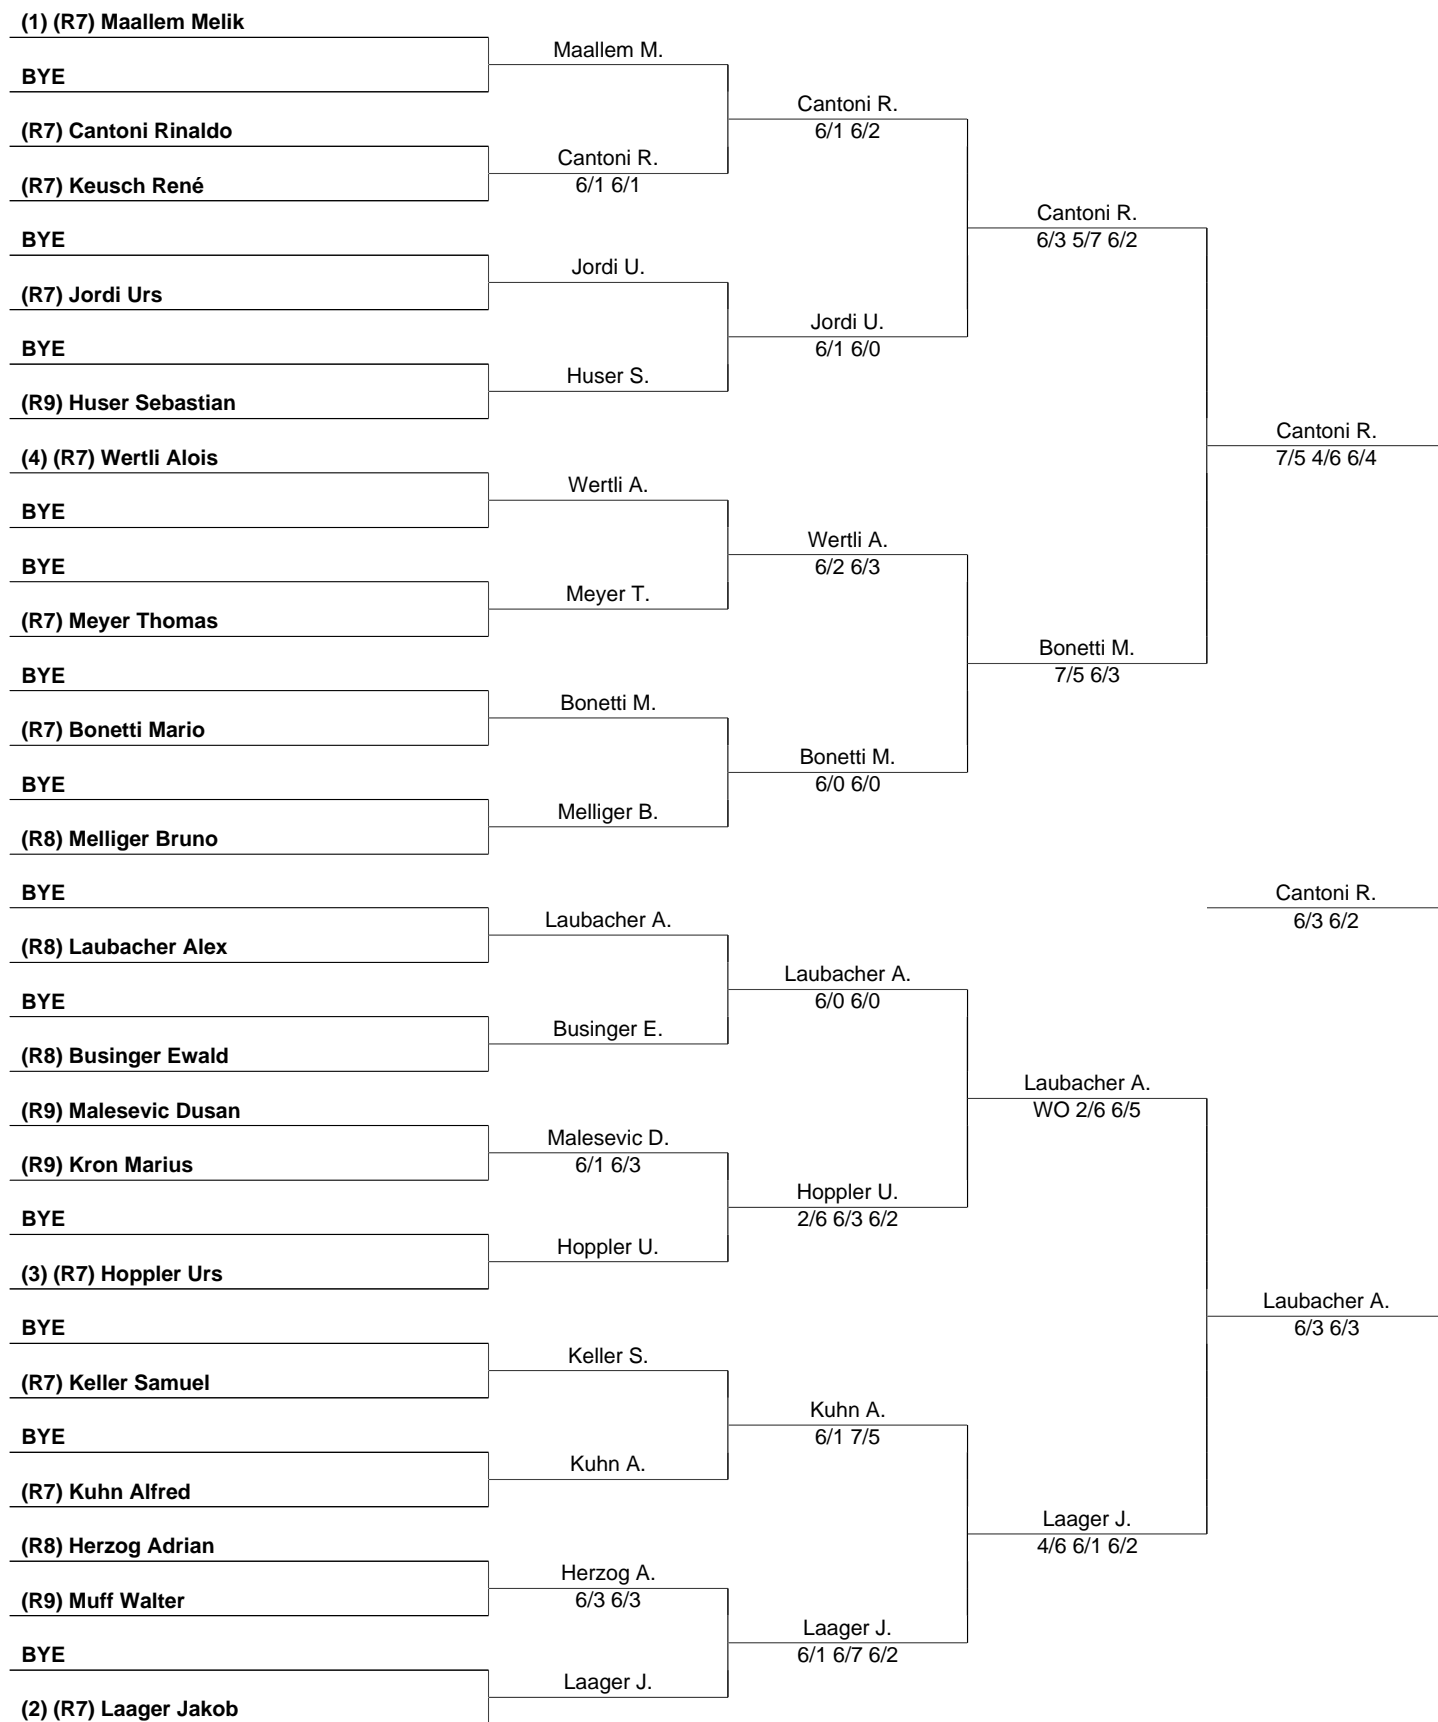 (1) (R7) Maallem Melik
BYE
(R7) Cantoni Rinaldo
(R7) Keusch René
BYE
(R7) Jordi Urs
BYE
(R9) Huser Sebastian
(4) (R7) Wertli Alois
BYE
BYE
(R7) Meyer Thomas
BYE
(R7) Bonetti Mario
BYE
(R8) Melliger Bruno
BYE
(R8) Laubacher Alex
BYE
(R8) Businger Ewald
(R9) Malesevic Dusan
(R9) Kron Marius
BYE
(3) (R7) Hoppler Urs
BYE
(R7) Keller Samuel
BYE
(R7) Kuhn Alfred
(R8) Herzog Adrian
(R9) Muff Walter
BYE
(2) (R7) Laager Jakob
Maallem M.
Cantoni R.
6/1 6/1
Jordi U.
Huser S.
Wertli A.
Meyer T.
Bonetti M.
Melliger B.
Laubacher A.
Businger E.
Malesevic D.
6/1 6/3
Hoppler U.
Keller S.
Kuhn A.
Herzog A.
6/3 6/3
Laager J.
Cantoni R.
6/1 6/2
Jordi U.
6/1 6/0
Wertli A.
6/2 6/3
Bonetti M.
6/0 6/0
Laubacher A.
6/0 6/0
Hoppler U.
2/6 6/3 6/2
Kuhn A.
6/1 7/5
Laager J.
6/1 6/7 6/2
Cantoni R.
6/3 5/7 6/2
Bonetti M.
7/5 6/3
Laubacher A.
WO 2/6 6/5
Laager J.
4/6 6/1 6/2
Cantoni R.
7/5 4/6 6/4
Cantoni R.
6/3 6/2
Laubacher A.
6/3 6/3